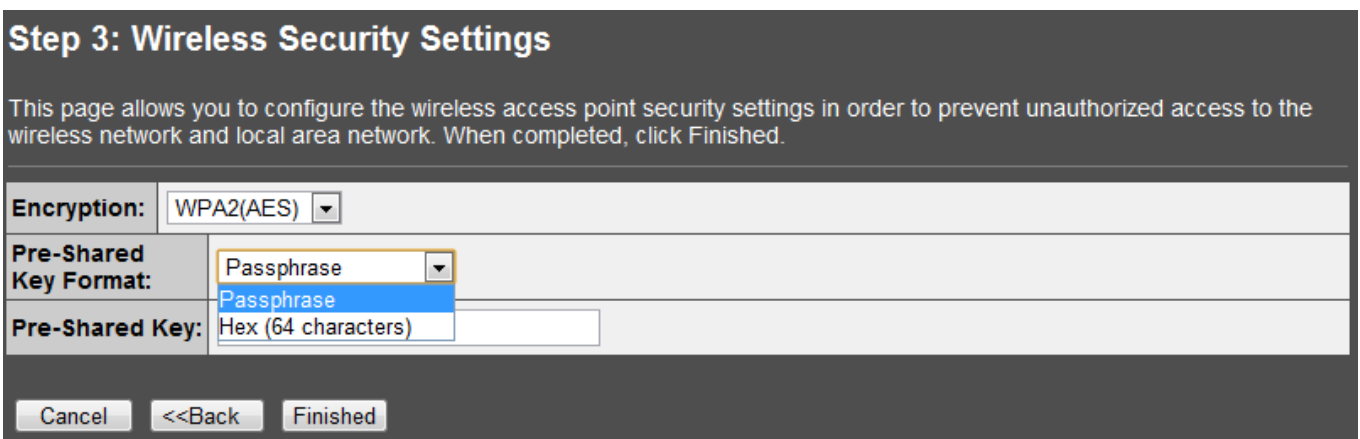 Step 3: Wireless Security Settings
This page allows you to configure the wireless access point security settings in order to prevent unauthorized access to the
wireless network and local area network. When completed, click Finished.
Encryption: WPA2(AES)
Pre-Shared
Key Format:
Passphrase
Passphrase
Hex (64 characters)
Pre-Shared Key:
Cancel <<Back Finished